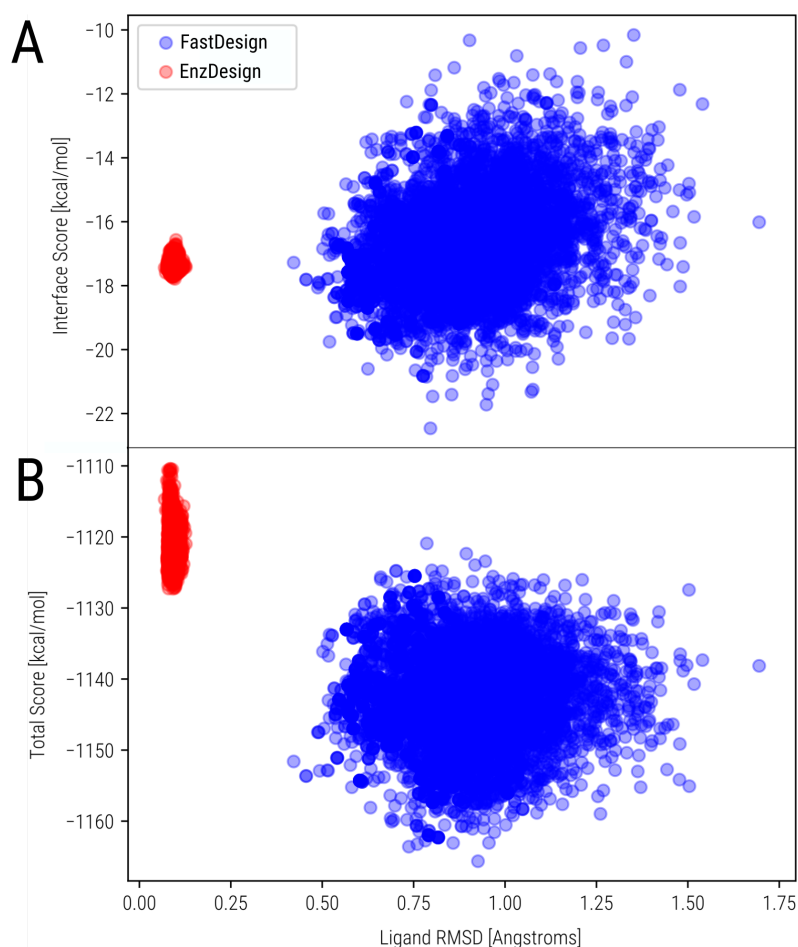 A
FastDesign
EnzDesign
Interface Score [kcal/mol]
−10
−12
−14
−16
−18
−20
−22
B
Total Score [kcal/mol]
−1110
−1120
−1130
−1140
−1150
−1160
0.00 0.25 0.50 0.75 1.00 1.25 1.50 1.75
Ligand RMSD [Angstroms]